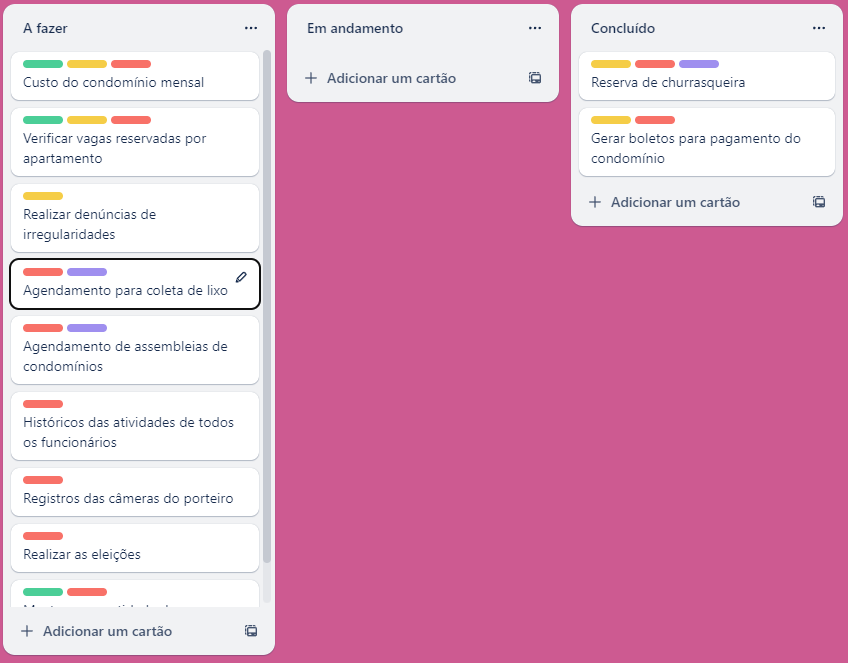 A fazer
Custo do condomínio mensal
Verificar vagas reservadas por
apartamento
Realizar denúncias de
irregularidades
Agendamento para coleta de lixo
Agendamento de assembleias de
condomínios
Históricos das atividades de todos
os funcionários
Registros das câmeras do porteiro
Realizar as eleições
Adicionar um cartão
Em andamento
Adicionar um cartão
Concluído
Reserva de churrasqueira
Gerar boletos para pagamento do
condomínio
Adicionar um cartão